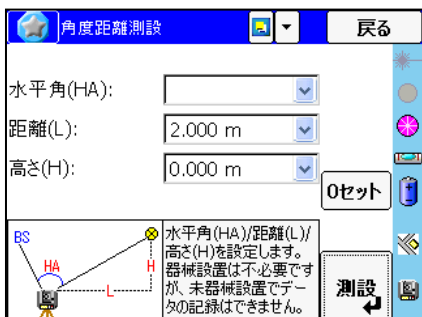 角度距離測設
戻る
水平角(HA):
距離(L):
2.000 m
高さ(H):
0.000 m
0セット
BS
HA
H
L
水平角(HA)/距離(L)/
高さ(H)を設定します。
器械設置は不必要です
が、未器械設置でデー
タの記録はできません。
測設